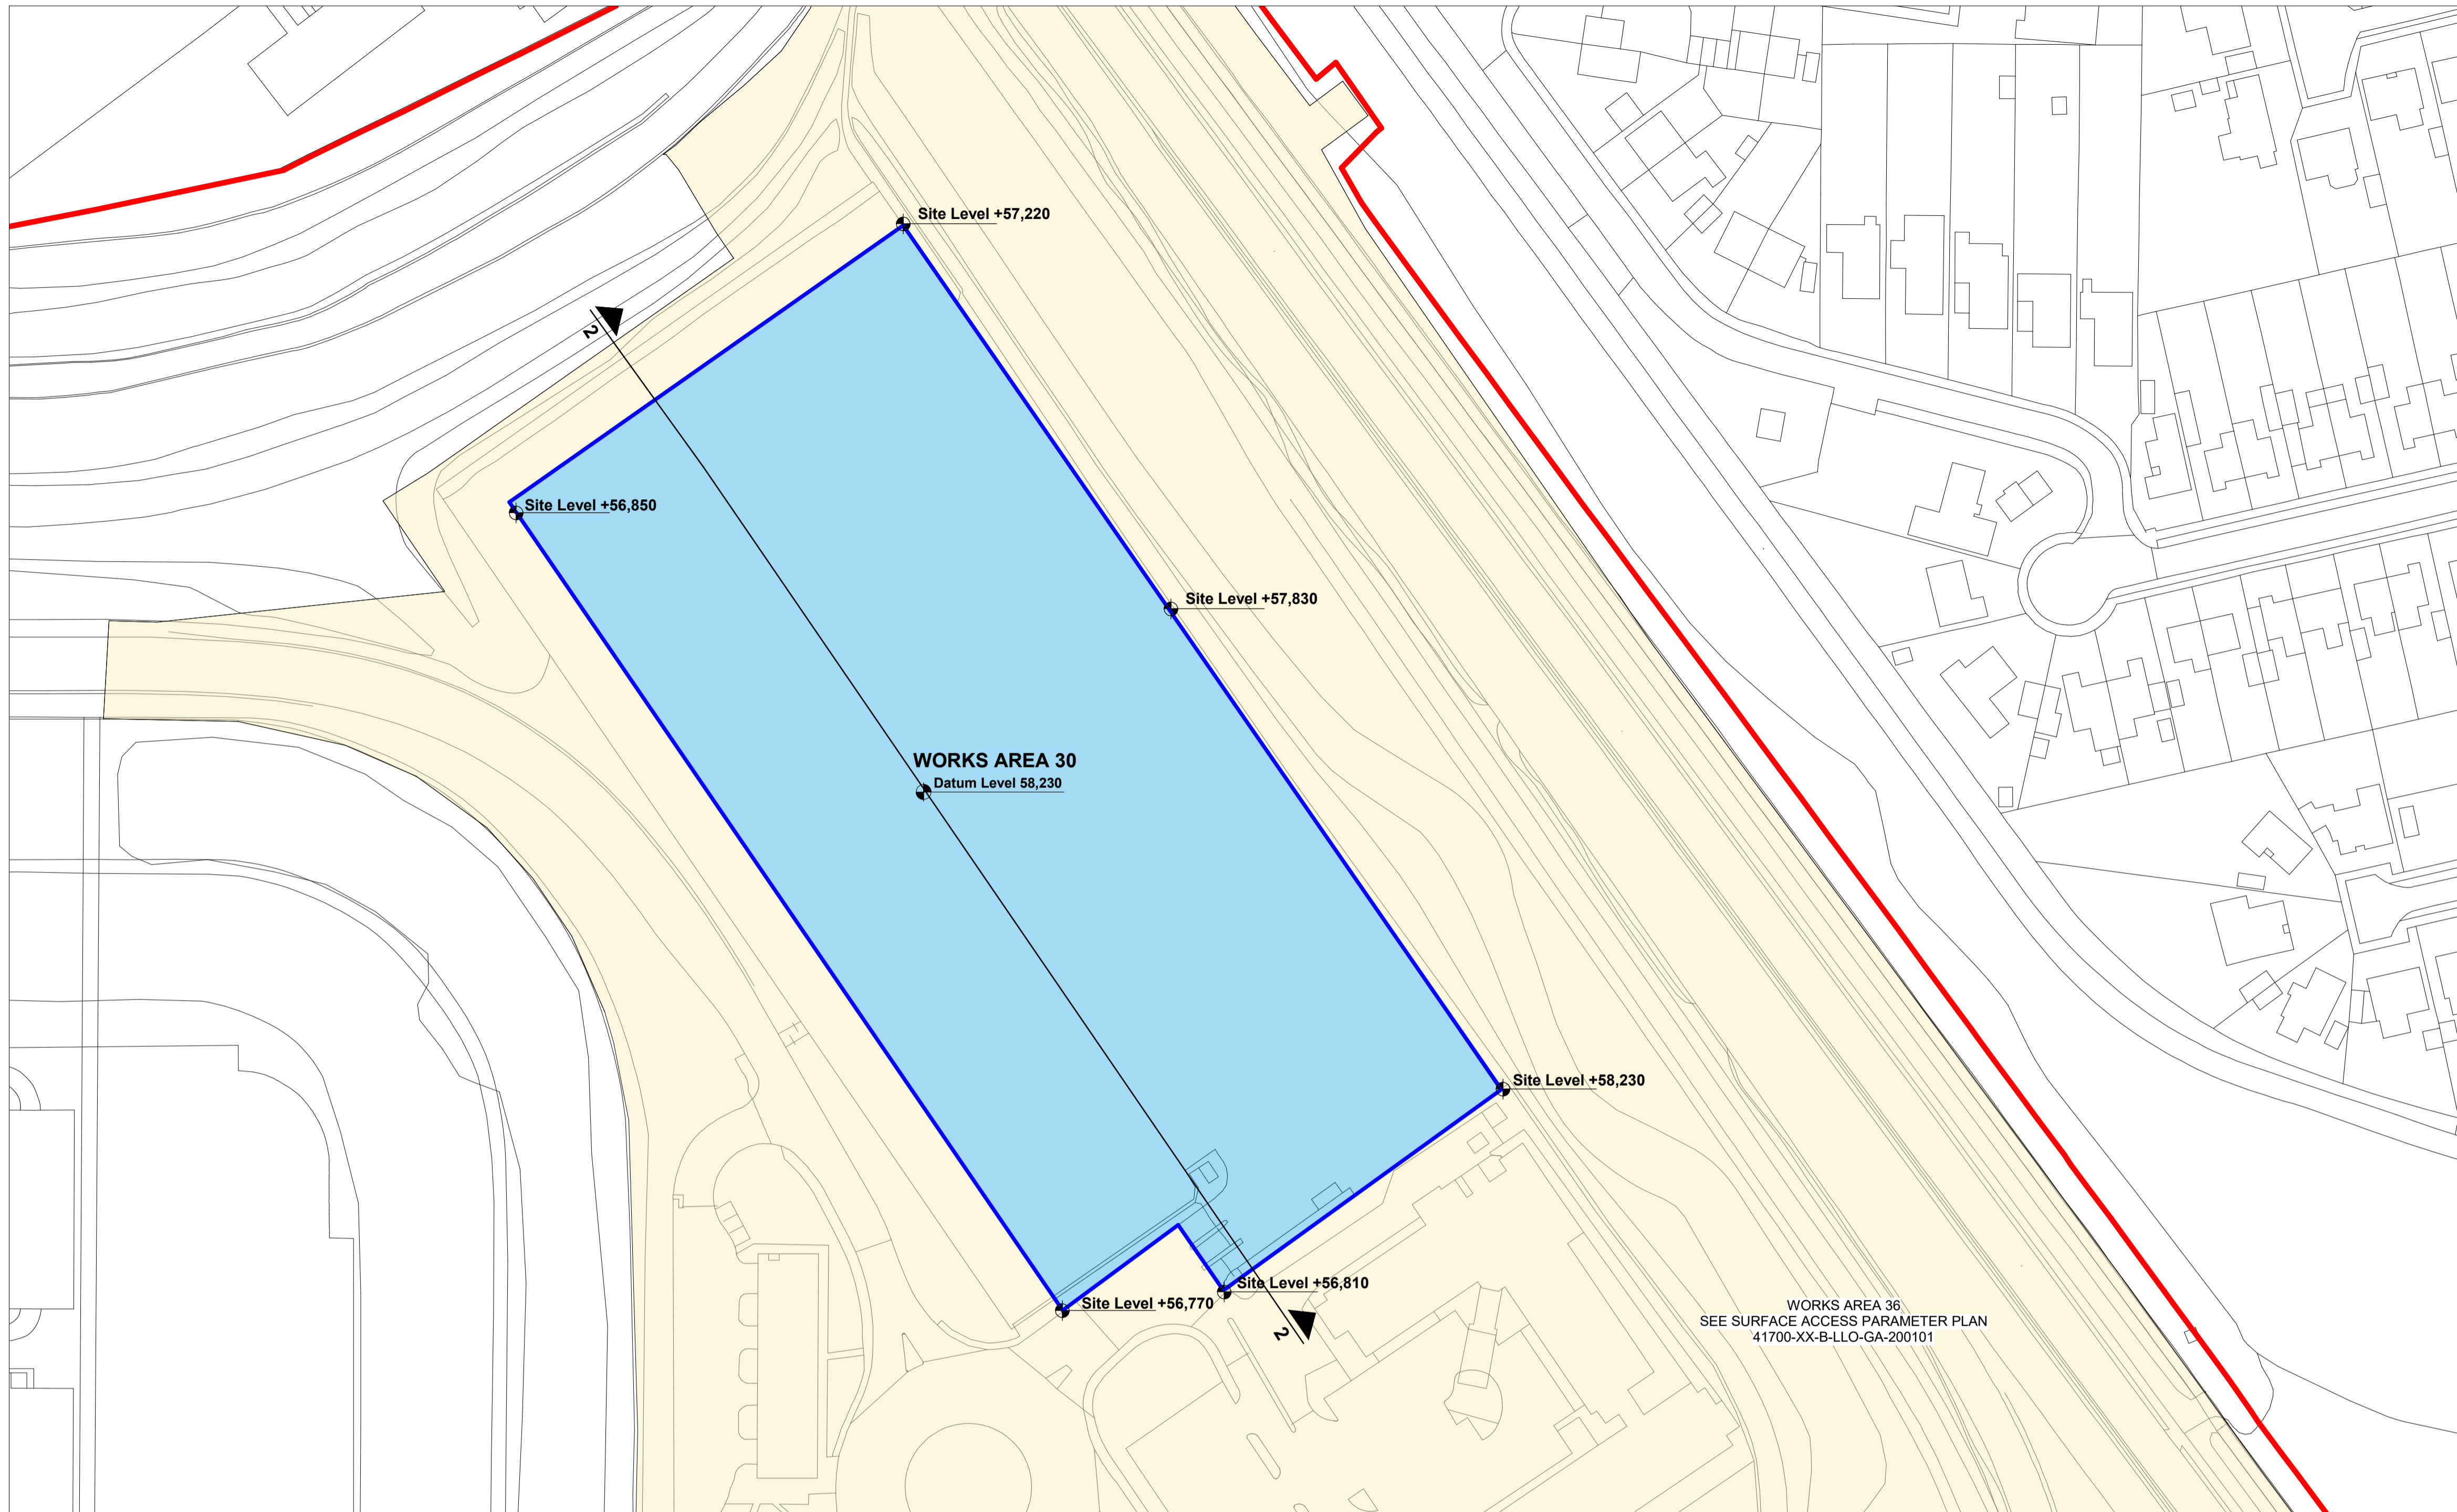 Site Level +57,220
2
Site Level +56,850
Site Level +57,830
WORKS AREA 30
Datum Level 58,230
Site Level +58,230
Site Level +56,810
Site Level +56,770
2
WORKS AREA 36
SEE SURFACE ACCESS PARAMETER PLAN
41700-XX-B-LLO-GA-200101